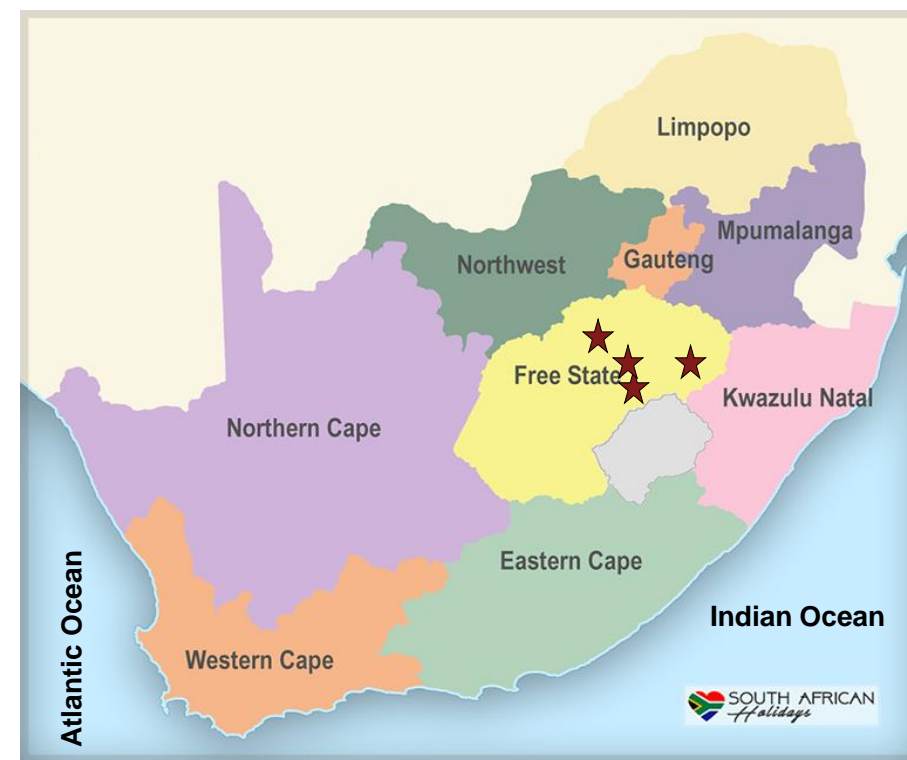 Limpopo
Mpumalanga
Gauteng
Northwest
Free State
Kwazulu Natal
Northern Cape
Eastern Cape
Indian Ocean
Western Cape
Atlantic Ocean
SOUTH AFRICAN
Holidays